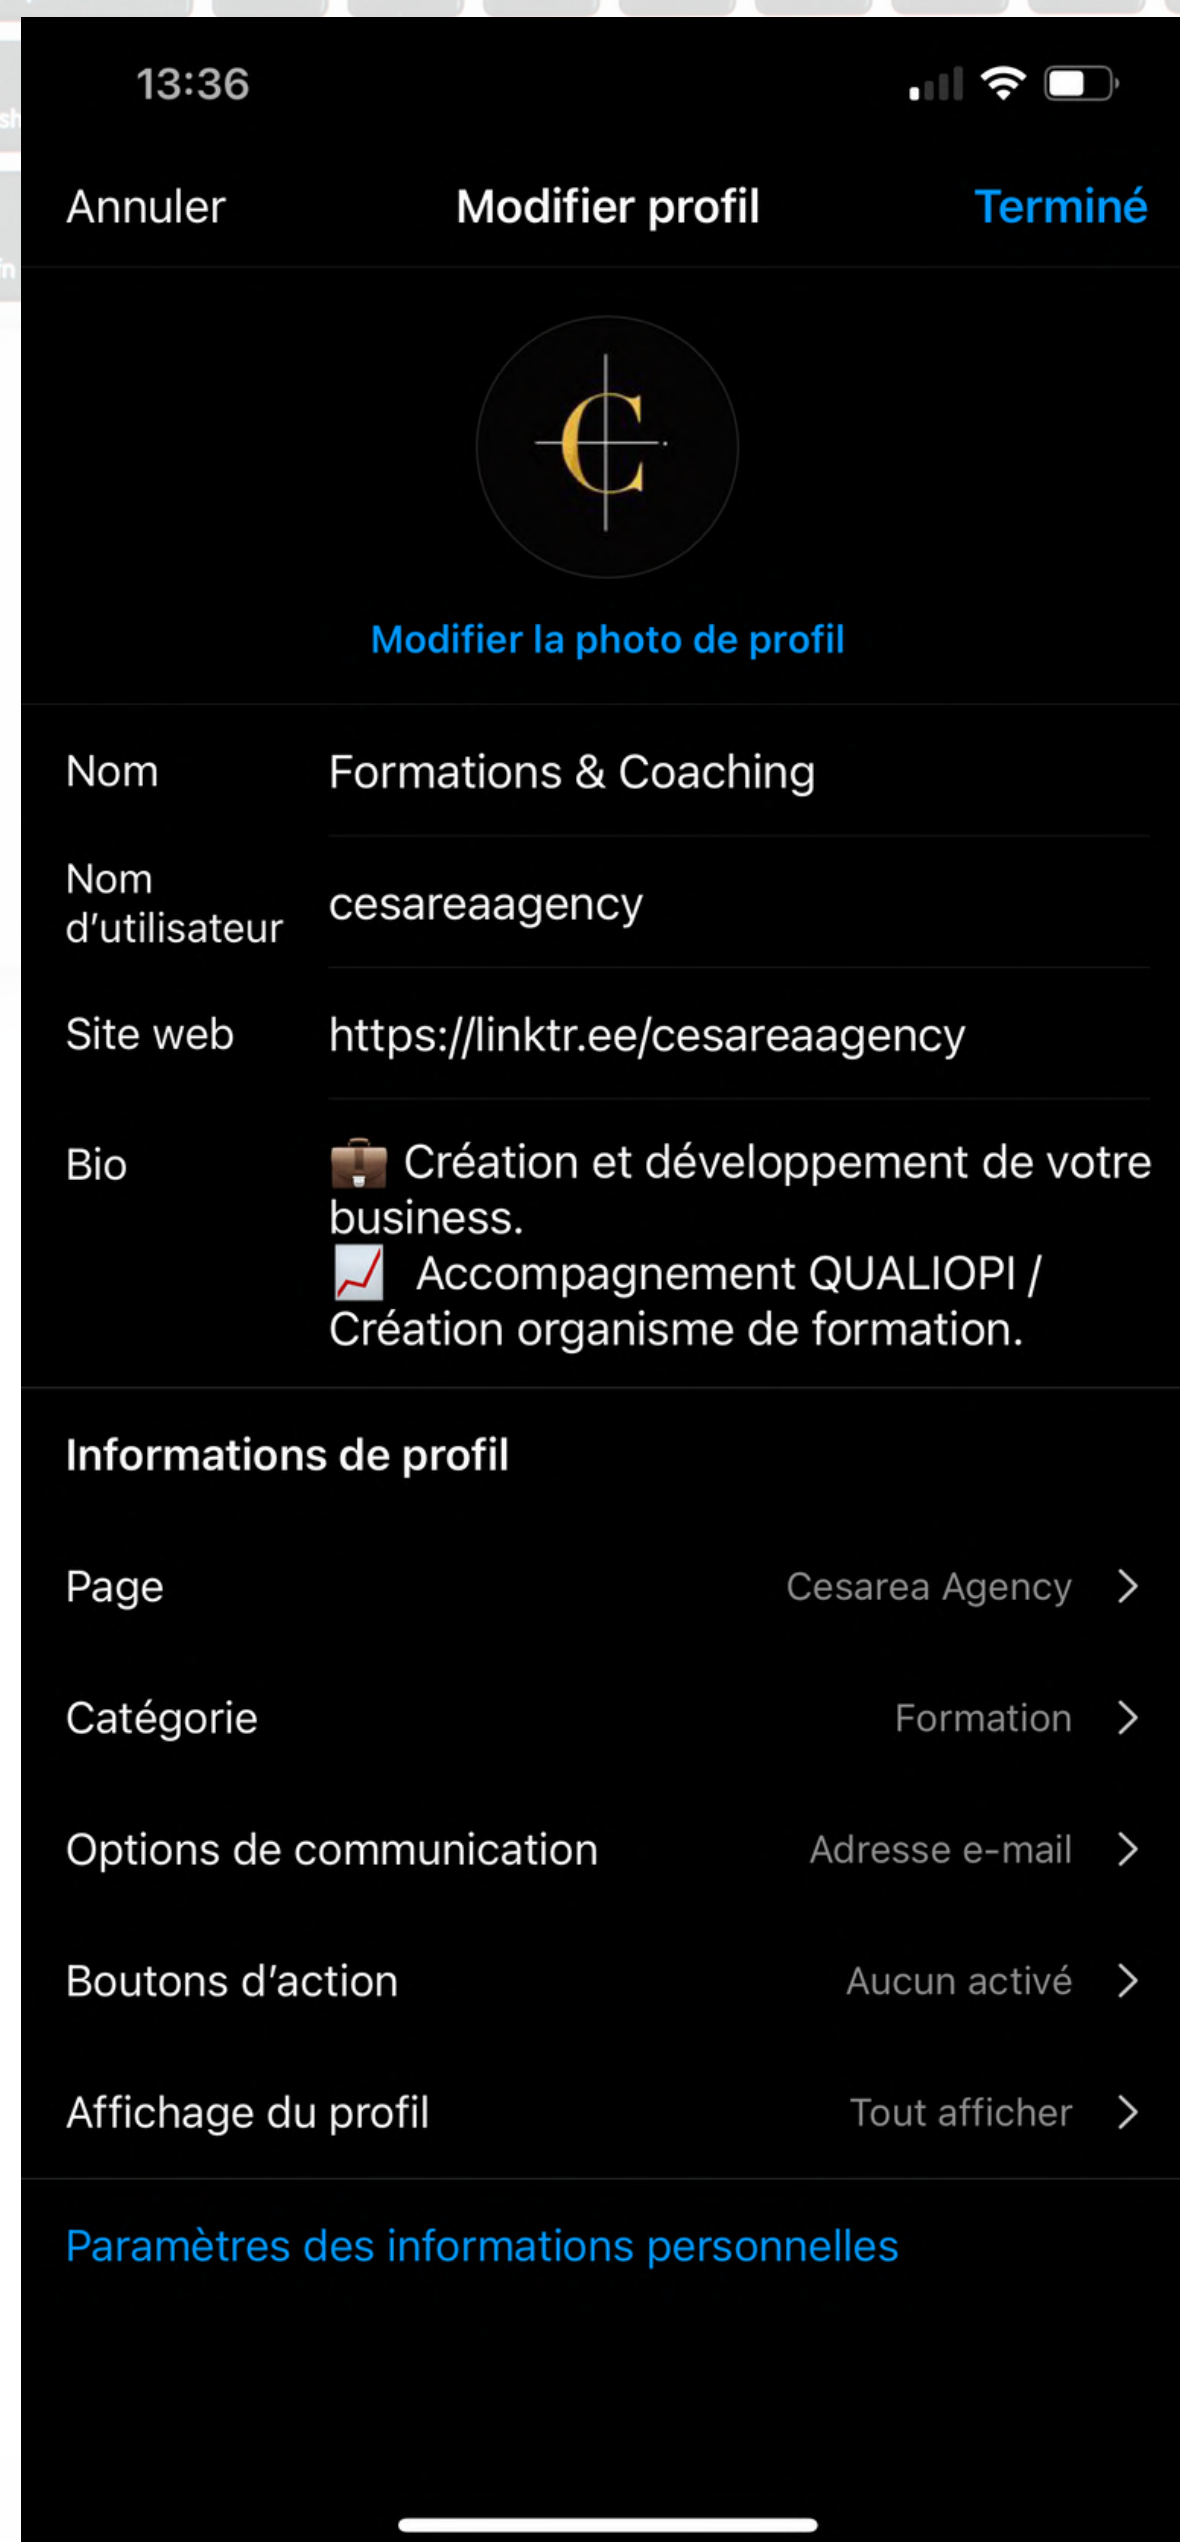 13:36
Annuler Modifier profil Terminé
C
Modifier la photo de profil
Nom Formations & Coaching
Nom
d’utilisateur cesareaagency
Site web https://linktr.ee/cesareaagency
Bio 💼 Création et développement de votre
business.
📈 Accompagnement QUALIOPI /
Création organisme de formation.
Informations de profil
Page Cesarea Agency
Catégorie Formation
Options de communication Adresse e-mail
Boutons d’action Aucun activé
Affichage du profil Tout afficher
Paramètres des informations personnelles